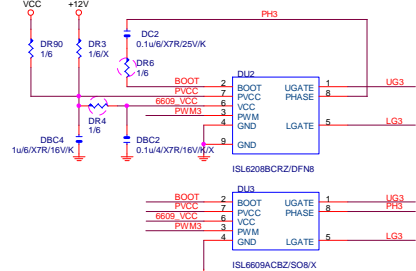 VCC
+12V
PH3
DC2
0.1u/6/X7R/25V/K
DR90
1/6
DR3
1/6/X
DR6
1/6
DU2
BOOT
2
BOOT
UGATE
1
UG3
PVCC
7
PVCC
PHASE
8
6609_VCC
6
VCC
PWM3
3
PWM
4
GND
LGATE
5
LG3
9
GND
DR4
1/6
DBC4
1u/6/X7R/16V/K
DBC2
0.1u/4/X7R/16V/K/X
ISL6208BCRZ/DFN8
DU3
BOOT
2
BOOT
UGATE
1
UG3
PVCC
7
PVCC
PHASE
8
PH3
6609_VCC
6
VCC
PWM3
3
PWM
4
GND
LGATE
5
LG3
ISL6609ACBZ/SO8/X